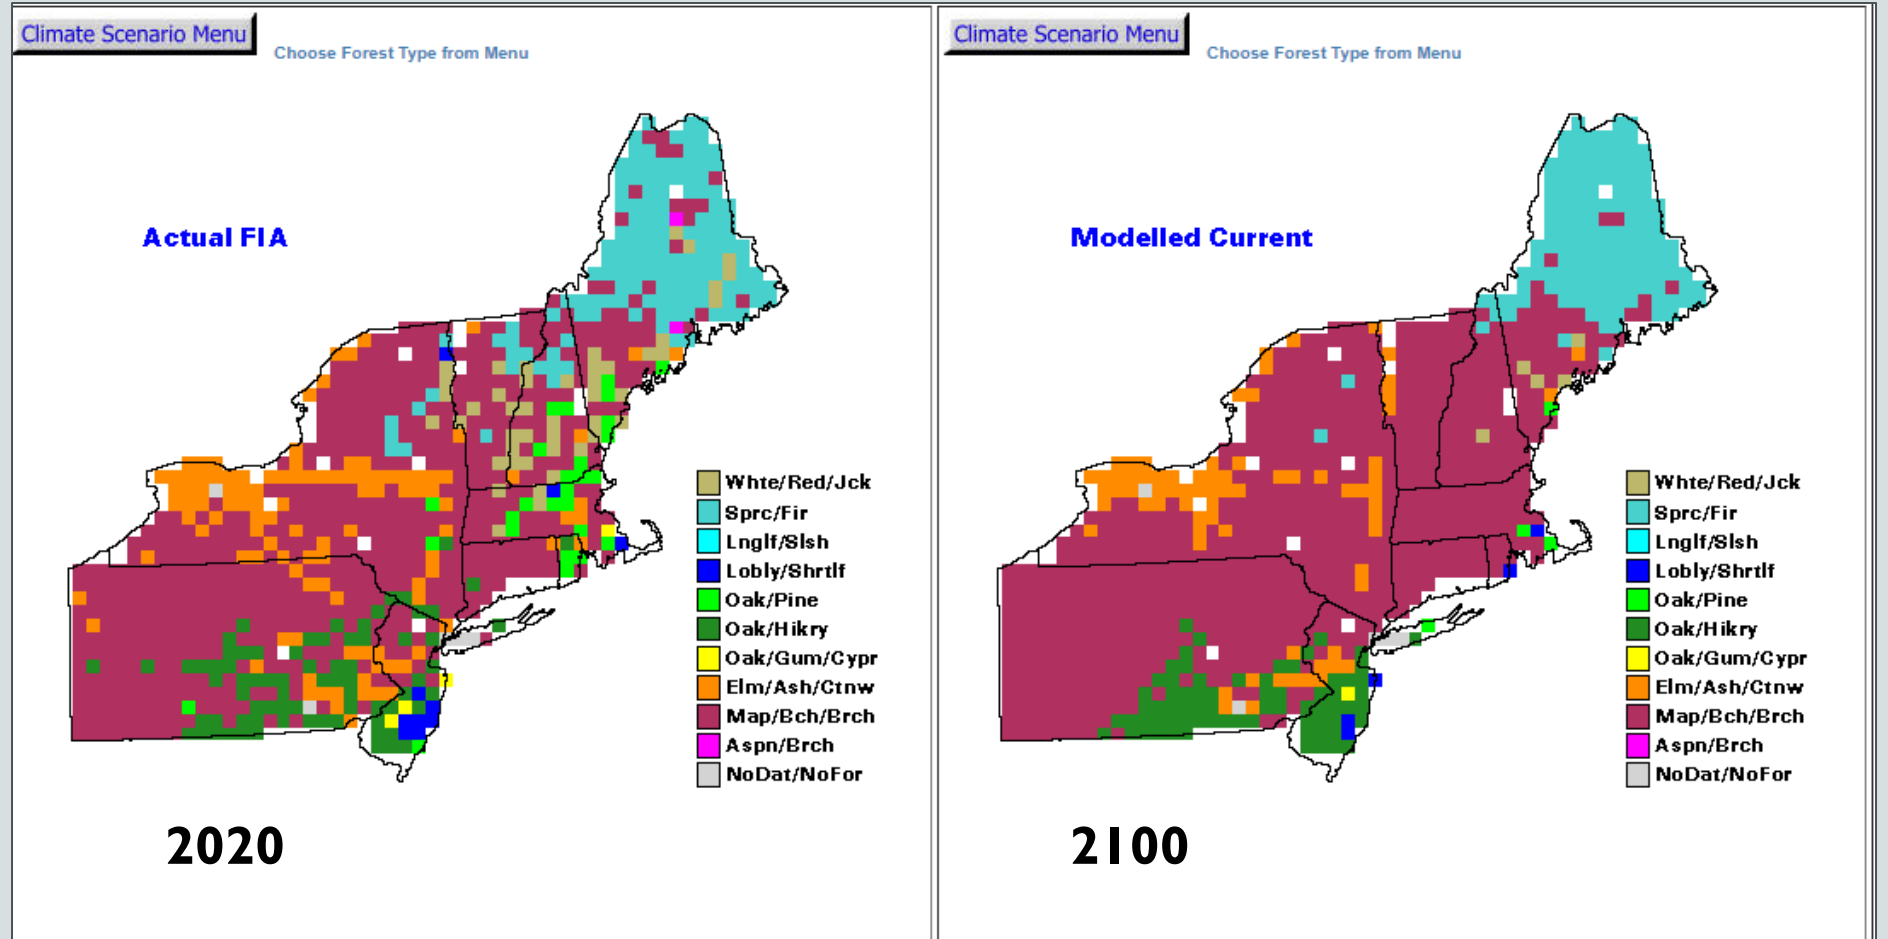 Climate Scenario Menu
Choose Forest Type from Menu
Actual FIA
Whte/Red/Jck
Sprc/Fir
Lnglf/Slsh
Lobly/Shrtlf
Oak/Pine
Oak/Hikry
Oak/Gum/Cypr
Elm/Ash/Ctnw
Map/Bch/Brch
Aspn/Brch
NoDat/NoFor
2020
Climate Scenario Menu
Choose Forest Type from Menu
Modelled Current
Whte/Red/Jck
Sprc/Fir
Lnglf/Slsh
Lobly/Shrtlf
Oak/Pine
Oak/Hikry
Oak/Gum/Cypr
Elm/Ash/Ctnw
Map/Bch/Brch
Aspn/Brch
NoDat/NoFor
2100